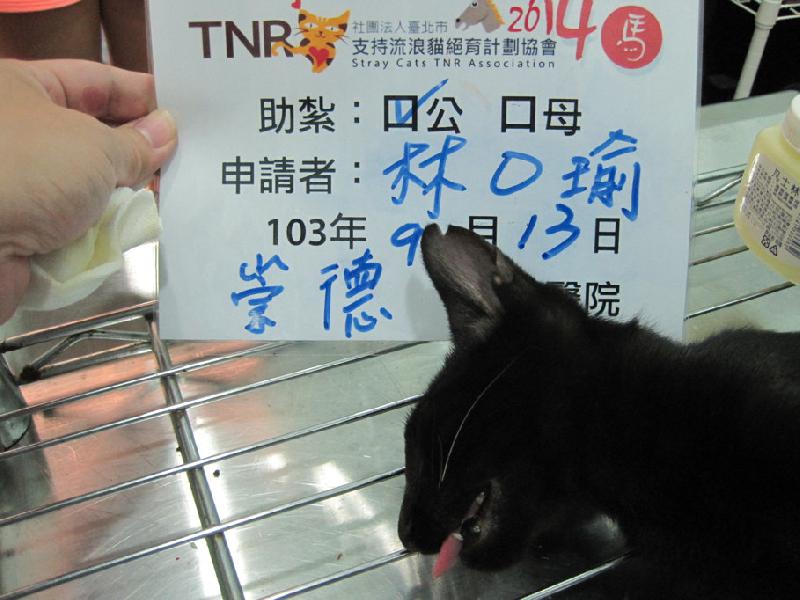 TNR 社團法人臺北市 2014 馬
支持流浪貓絕育計劃協會
Stray Cats TNR Association
助紮：☑公 口母
申請者：林〇瑜
103年 9月13日
崇德 醫院